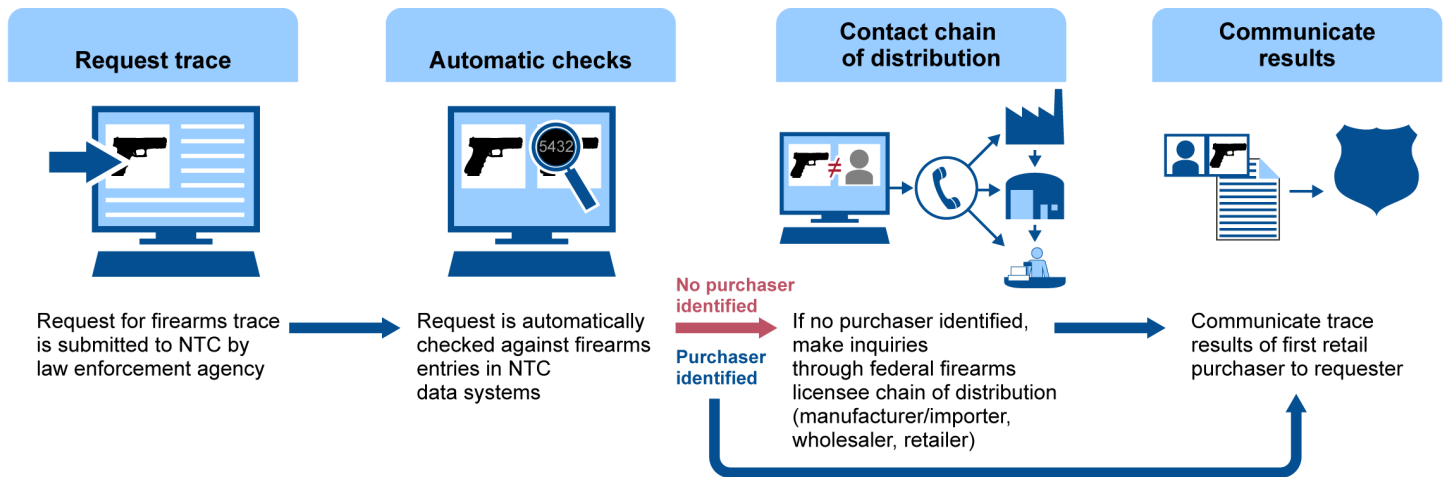 Request trace
Automatic checks
Contact chain
of distribution
Communicate
results
5432
≠
No purchaser
identified
Purchaser
identified
Request for firearms trace
is submitted to NTC by
law enforcement agency
Request is automatically
checked against firearms
entries in NTC
data systems
If no purchaser identified,
make inquiries
through federal firearms
licensee chain of distribution
(manufacturer/importer,
wholesaler, retailer)
Communicate trace
results of first retail
purchaser to requester